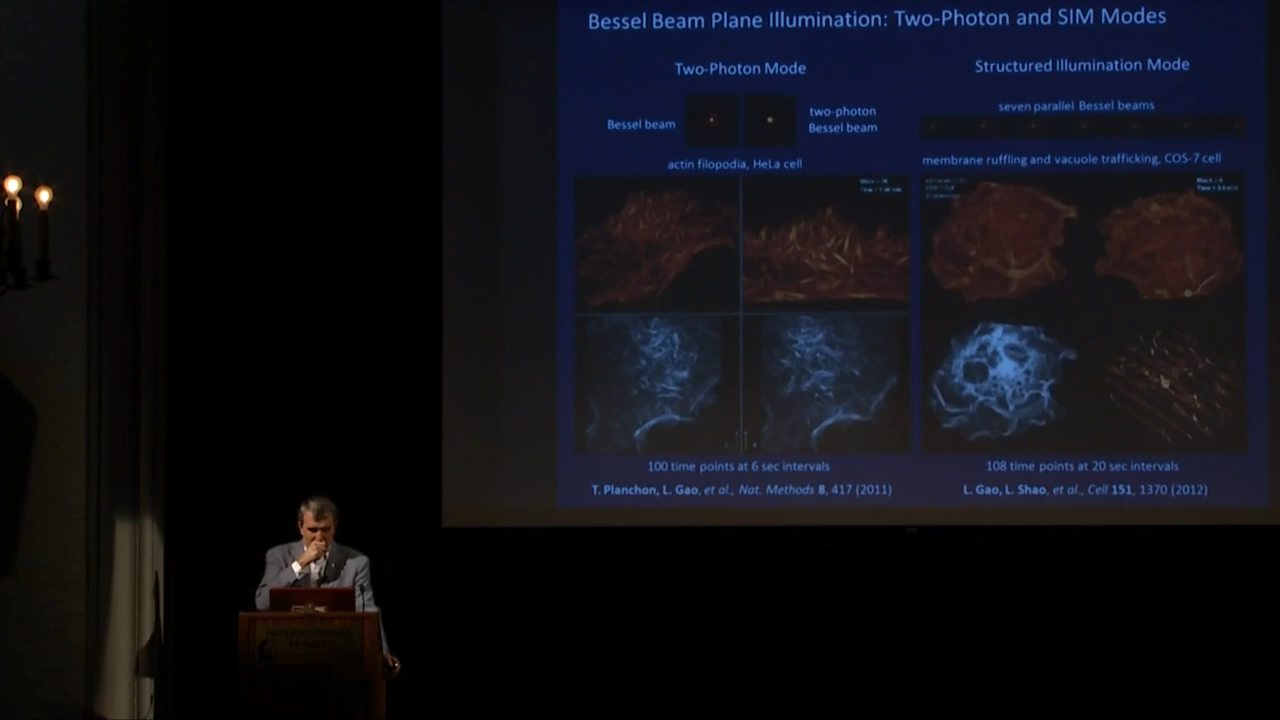 Bessel Beam Plane Illumination: Two-Photon and SIM Modes
Two-Photon Mode
Bessel beam
two-photon
Bessel beam
actin filopodia, HeLa cell
100 time points at 6 sec intervals
T. Planchon, L. Gao, et al., Nat. Methods 8, 417 (2011)
Structured Illumination Mode
seven parallel Bessel beams
membrane ruffling and vacuole trafficking, COS-7 cell
108 time points at 20 sec intervals
L. Gao, L. Shao, et al., Cell 151, 1370 (2012)
INTERNATIONAL
HOUSE